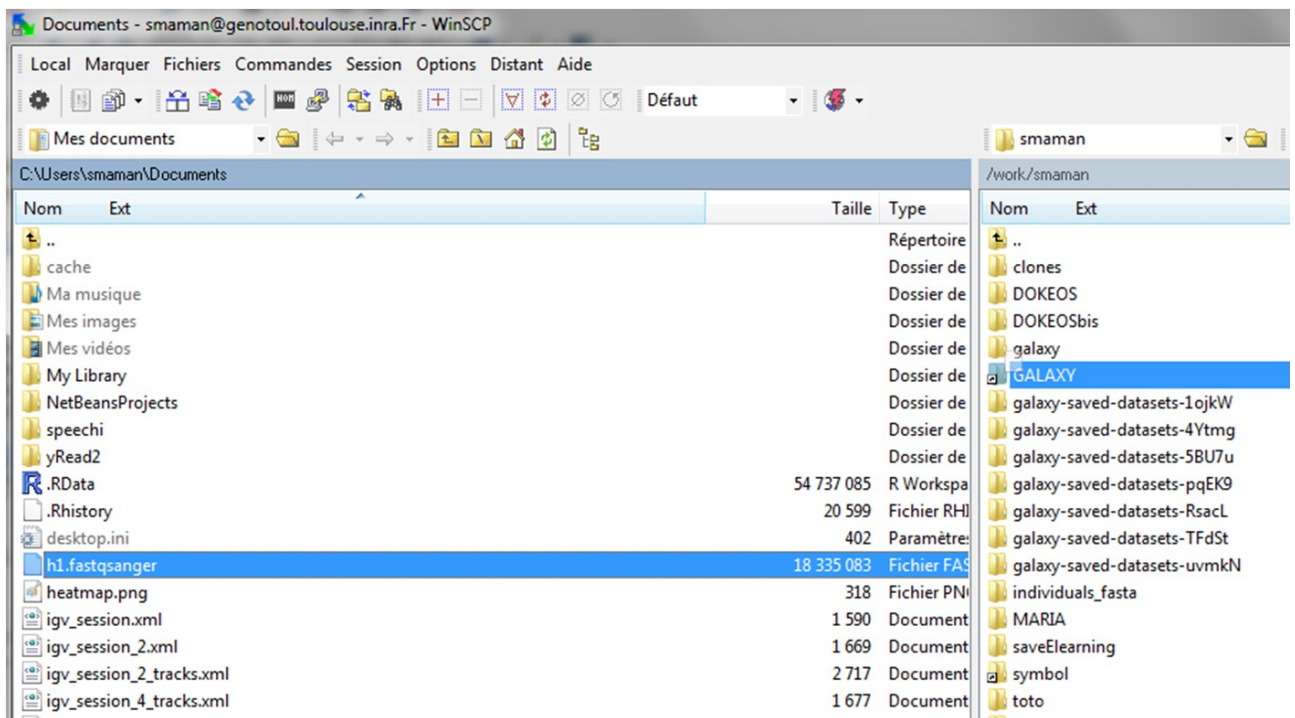 Documents - smaman@genotoul.toulouse.inra.Fr - WinSCP
Local Marquer Fichiers Commandes Session Options Distant Aide
Défaut
Mes documents
smaman
C:\Users\smaman\Documents
/work/smaman
Nom Ext Taille Type
Nom Ext
.. Répertoire
cache Dossier de
Ma musique Dossier de
Mes images Dossier de
Mes vidéos Dossier de
My Library Dossier de
NetBeansProjects Dossier de
speechi Dossier de
yRead2 Dossier de
.RData 54 737 085 R Workspa
.Rhistory 20 599 Fichier RHI
desktop.ini 402 Paramètres
h1.fastqsanger 18 335 083 Fichier FAS
heatmap.png 318 Fichier PN
igv_session.xml 1 590 Document
igv_session_2.xml 1 669 Document
igv_session_2_tracks.xml 2 717 Document
igv_session_4_tracks.xml 1 677 Document
..
clones
DOKEOS
DOKEOSbis
galaxy
GALAXY
galaxy-saved-datasets-1ojkW
galaxy-saved-datasets-4Ytmg
galaxy-saved-datasets-5BU7u
galaxy-saved-datasets-pqEK9
galaxy-saved-datasets-RsacL
galaxy-saved-datasets-TFdSt
galaxy-saved-datasets-uvmkN
individuals_fasta
MARIA
saveElearning
symbol
toto